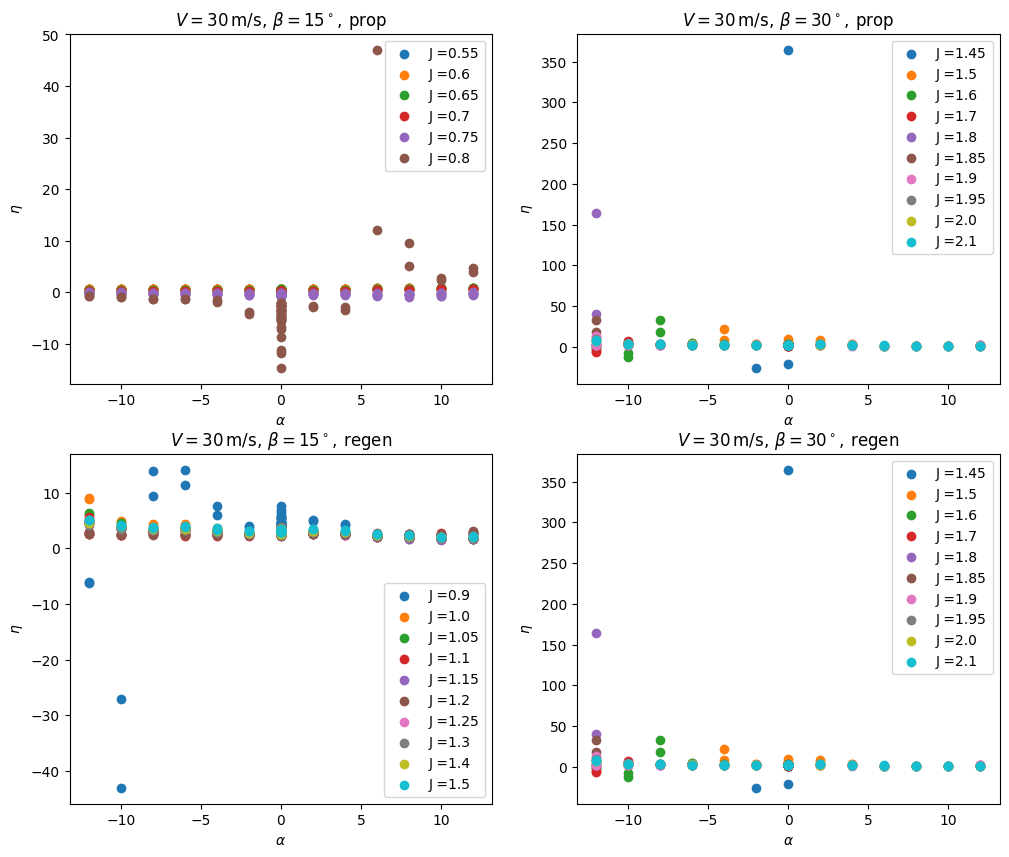 V = 30 m/s, β = 15°, prop
50
40
30
20
10
0
−10
η
−10
−5
0
5
10
α
J =0.55
J =0.6
J =0.65
J =0.7
J =0.75
J =0.8
V = 30 m/s, β = 30°, prop
350
300
250
200
150
100
50
0
η
−10
−5
0
5
10
α
J =1.45
J =1.5
J =1.6
J =1.7
J =1.8
J =1.85
J =1.9
J =1.95
J =2.0
J =2.1
V = 30 m/s, β = 15°, regen
10
0
−10
−20
−30
−40
η
−10
−5
0
5
10
α
J =0.9
J =1.0
J =1.05
J =1.1
J =1.15
J =1.2
J =1.25
J =1.3
J =1.4
J =1.5
V = 30 m/s, β = 30°, regen
350
300
250
200
150
100
50
0
η
−10
−5
0
5
10
α
J =1.45
J =1.5
J =1.6
J =1.7
J =1.8
J =1.85
J =1.9
J =1.95
J =2.0
J =2.1